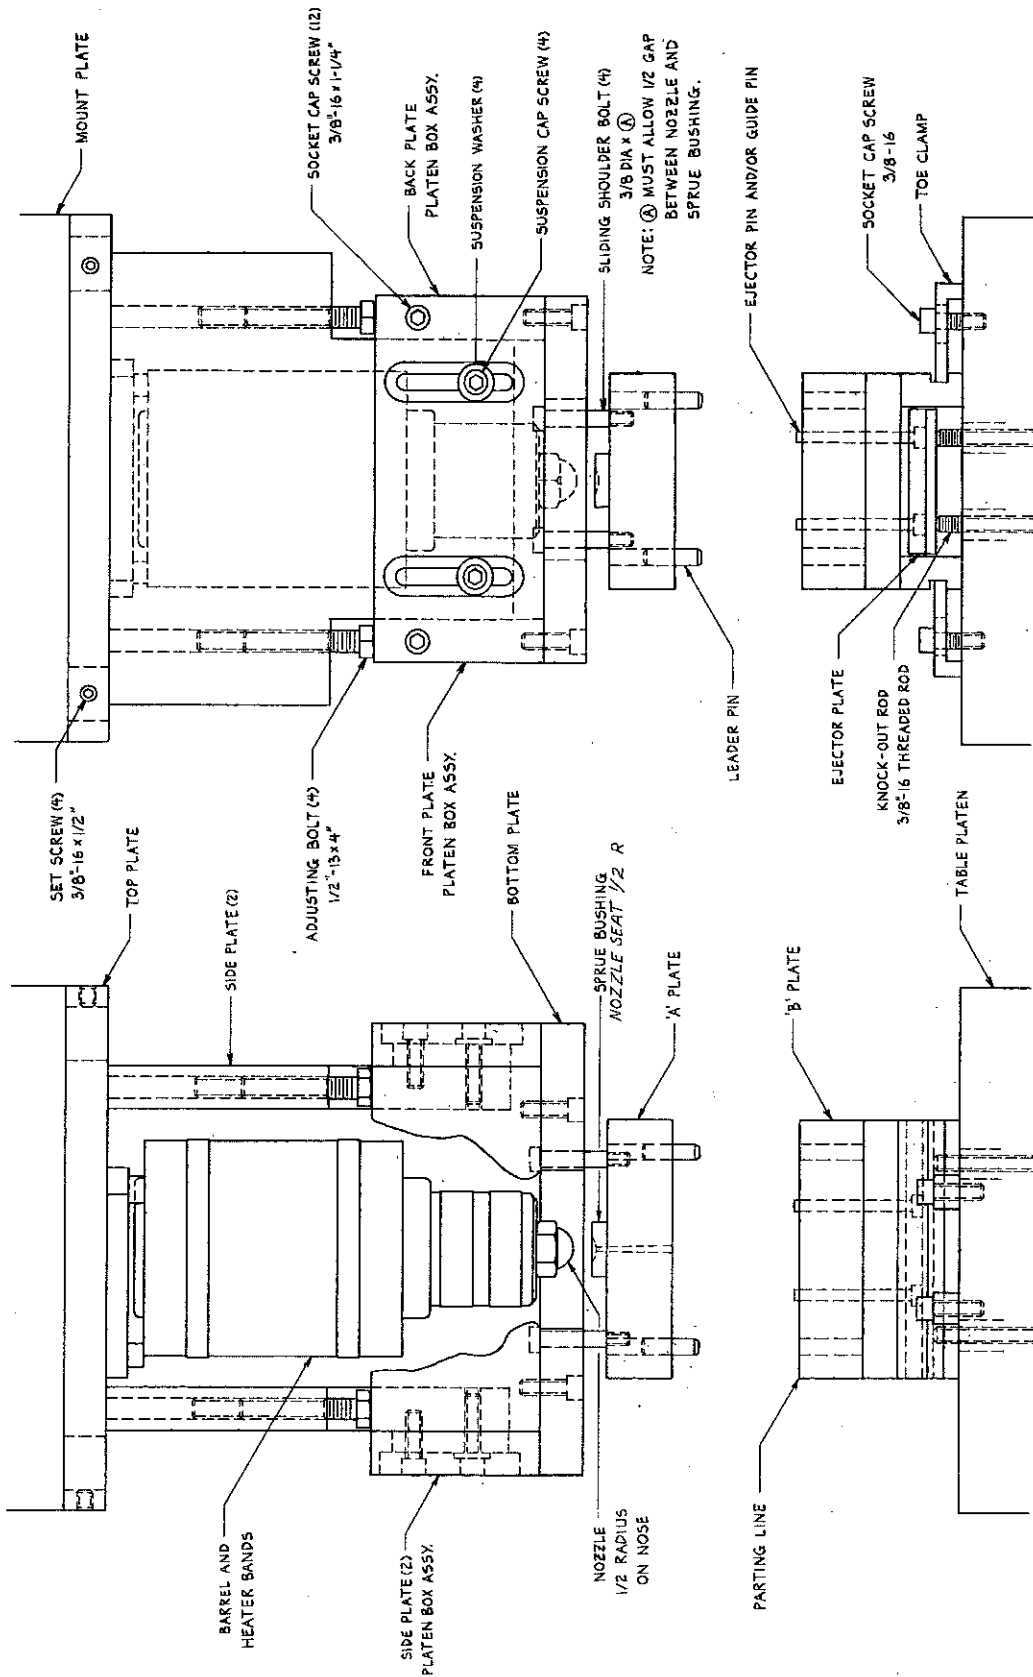 MOUNT PLATE
SOCKET CAP SCREW (12)
3/8"-16 x 1-1/4"
BACK PLATE
PLATEN BOX ASSY.
SUSPENSION WASHER (4)
SUSPENSION CAP SCREW (4)
SLIDING SHOULDER BOLT (4)
3/8 DIA x Ⓐ
NOTE: Ⓐ MUST ALLOW 1/2 GAP
BETWEEN NOZZLE AND
SPRUE BUSHING.
EJECTOR PIN AND/OR GUIDE PIN
SOCKET CAP SCREW
3/8-16
TOE CLAMP
SET SCREW (4)
3/8"-16 x 1/2"
ADJUSTING BOLT (4)
1/2"-13 x 4"
FRONT PLATE
PLATEN BOX ASSY.
LEADER PIN
EJECTOR PLATE
KNOCK-OUT ROD
3/8"-16 THREADED ROD
TOP PLATE
SIDE PLATE (2)
BOTTOM PLATE
SPRUE BUSHING
NOZZLE SEAT 1/2 R
'A' PLATE
'B' PLATE
TABLE PLATEN
BARREL AND
HEATER BANDS
SIDE PLATE (2)
PLATEN BOX ASSY.
NOZZLE
1/2 RADIUS
ON NOSE
PARTING LINE